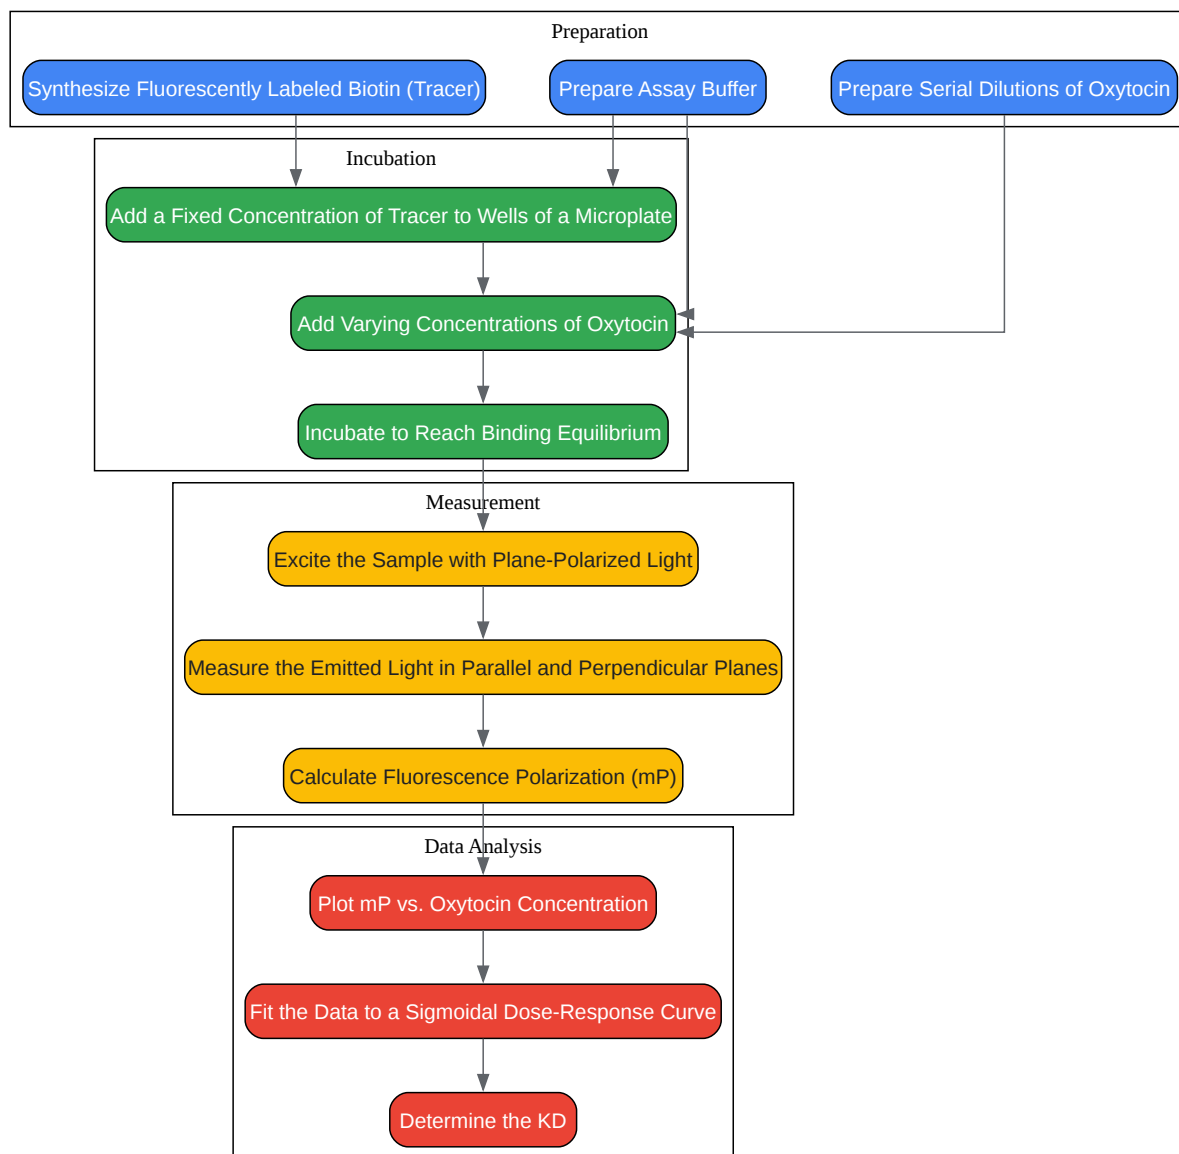 Preparation
Synthesize Fluorescently Labeled Biotin (Tracer)
Prepare Assay Buffer
Prepare Serial Dilutions of Oxytocin
Incubation
Add a Fixed Concentration of Tracer to Wells of a Microplate
Add Varying Concentrations of Oxytocin
Incubate to Reach Binding Equilibrium
Measurement
Excite the Sample with Plane-Polarized Light
Measure the Emitted Light in Parallel and Perpendicular Planes
Calculate Fluorescence Polarization (mP)
Data Analysis
Plot mP vs. Oxytocin Concentration
Fit the Data to a Sigmoidal Dose-Response Curve
Determine the KD